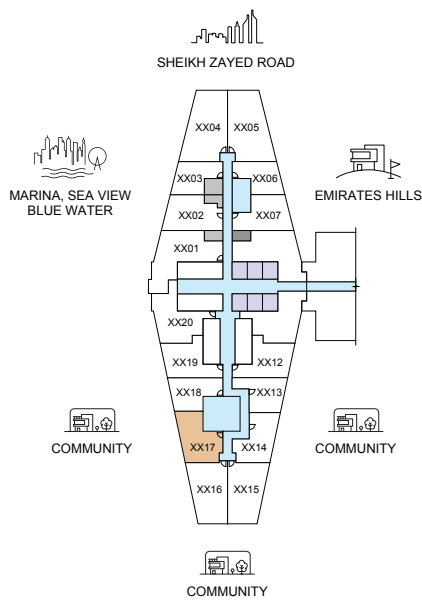 SHEIKH ZAYED ROAD
XX04
XX05
MARINA, SEA VIEW
BLUE WATER
EMIRATES HILLS
XX03
XX06
XX02
XX07
XX01
XX20
XX19
XX12
XX18
XX13
COMMUNITY
COMMUNITY
XX17
XX14
XX16
XX15
COMMUNITY